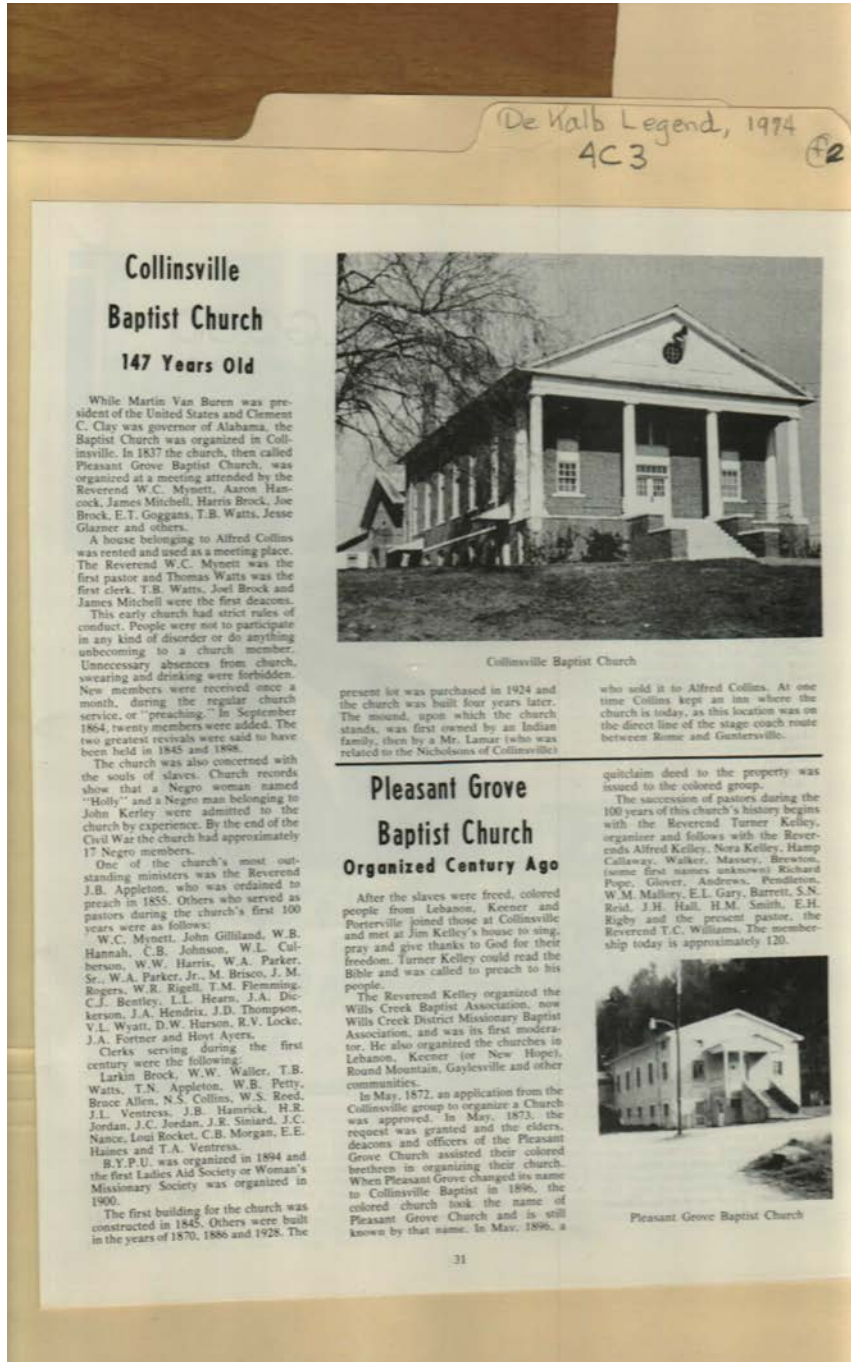 De Kalb Legend, 1974
4C3
Collinsville
Baptist Church
147 Years Old
While Martin Van Buren was pre-
sident of the United States and Clement
C. Clay was governor of Alabama, the
Baptist Church was organized in Coll-
insville. In 1837 the church, then called
Pleasant Grove Baptist Church, was
organized at a meeting attended by the
Reverend W.C. Mynett, Aaron Han-
cock, James Mitchell, Harris Brock, Joe
Brock, E.T. Goggans, T.B. Watts, Jesse
Glazner and others.
A house belonging to Alfred Collins
was rented and used as a meeting place.
The Reverend W.C. Mynett was the
first pastor and Thomas Watts was the
first clerk. T.B. Watts, Joel Brock and
James Mitchell were the first deacons.
This early church had strict rules of
conduct. People were not to participate
in any kind of disorder or do anything
unbecoming to a church member.
Unnecessary absences from church,
swearing and drinking were forbidden.
New members were received once a
month, during the regular church
service, or "preaching." In September
1864, twenty members were added. The
two greatest revivals were said to have
been held in 1845 and 1898.
The church was also concerned with
the souls of slaves. Church records
show that a Negro woman named
"Holly" and a Negro man belonging to
John Kerley were admitted to the
church by experience. By the end of the
Civil War the church had approximately
17 Negro members.
One of the church's most out-
standing ministers was the Reverend
J.B. Appleton, who was ordained to
preach in 1855. Others who served as
pastors during the church's first 100
years were as follows:
W.C. Mynett, John Gilliland, W.B.
Hannah, C.B. Johnson, W.L. Cul-
berson, W.W. Harris, W.A. Parker,
Sr., W.A. Parker, Jr., M. Brisco, J. M.
Rogers, W.R. Rigell, T.M. Flemming,
C.J. Bentley, L.L. Hearn, J.A. Dic-
kerson, J.A. Hendrix, J.D. Thompson,
V.L. Wyatt, D.W. Hurson, R.V. Locke,
J.A. Fortner and Hoyt Ayers.
Clerks serving during the first
century were the following:
Larkin Brock, W.W. Waller, T.B.
Watts, T.N. Appleton, W.B. Petty,
Bruce Allen, N.S. Collins, W.S. Reed,
J.L. Ventress, J.B. Hamrick, H.R.
Jordan, J.C. Jordan, J.R. Siniard, J.C.
Nance, Loui Rocket, C.B. Morgan, E.E.
Haines and T.A. Ventress.
B.Y.P.U. was organized in 1894 and
the first Ladies Aid Society or Woman's
Missionary Society was organized in
1900.
The first building for the church was
constructed in 1845. Others were built
in the years of 1870, 1886 and 1928. The
Collinsville Baptist Church
present lot was purchased in 1924 and
the church was built four years later.
The mound, upon which the church
stands, was first owned by an Indian
family, then by a Mr. Lamar (who was
related to the Nicholsons of Collinsville)
who sold it to Alfred Collins. At one
time Collins kept an inn where the
church is today, as this location was on
the direct line of the stage coach route
between Rome and Guntersville.
Pleasant Grove
Baptist Church
Organized Century Ago
After the slaves were freed, colored
people from Lebanon, Keener and
Porterville joined those at Collinsville
and met at Jim Kelley's house to sing,
pray and give thanks to God for their
freedom. Turner Kelley could read the
Bible and was called to preach to his
people.
The Reverend Kelley organized the
Wills Creek Baptist Association, now
Wills Creek District Missionary Baptist
Association, and was its first modera-
tor. He also organized the churches in
Lebanon, Keener (or New Hope),
Round Mountain, Gaylesville and other
communities.
In May, 1872, an application from the
Collinsville group to organize a Church
was approved. In May, 1873, the
request was granted and the elders,
deacons and officers of the Pleasant
Grove Church assisted their colored
brethren in organizing their church.
When Pleasant Grove changed its name
to Collinsville Baptist in 1896, the
colored church took the name of
Pleasant Grove Church and is still
known by that name. In May, 1896, a
quitclaim deed to the property was
issued to the colored group.
The succession of pastors during the
100 years of this church's history begins
with the Reverend Turner Kelley,
organizer and follows with the Rever-
ends Alfred Kelley, Nora Kelley, Hamp
Callaway, Walker, Massey, Brewton,
(some first names unknown) Richard
Pope, Glover, Andrews, Pendleton,
W.M. Mallory, E.L. Gary, Barrett, S.N.
Reid, J.H. Hall, H.M. Smith, E.H.
Rigby and the present pastor, the
Reverend T.C. Williams. The member-
ship today is approximately 120.
Pleasant Grove Baptist Church
31